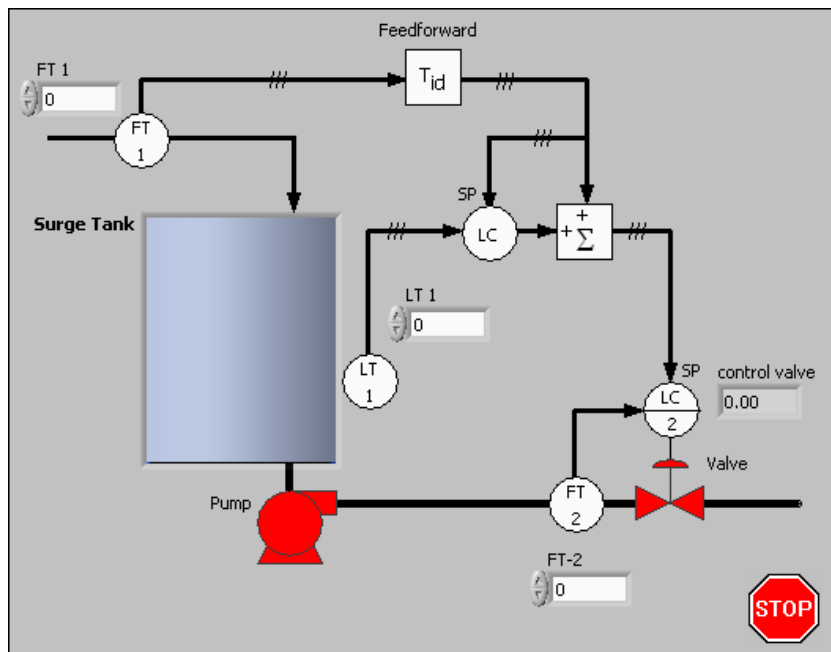 Feedforward
FT 1
0
T id
FT
1
SP
Surge Tank
LC
+
+
Σ
LT 1
0
LT
1
SP
control valve
LC
2
0.00
Valve
Pump
FT
2
FT-2
0
STOP